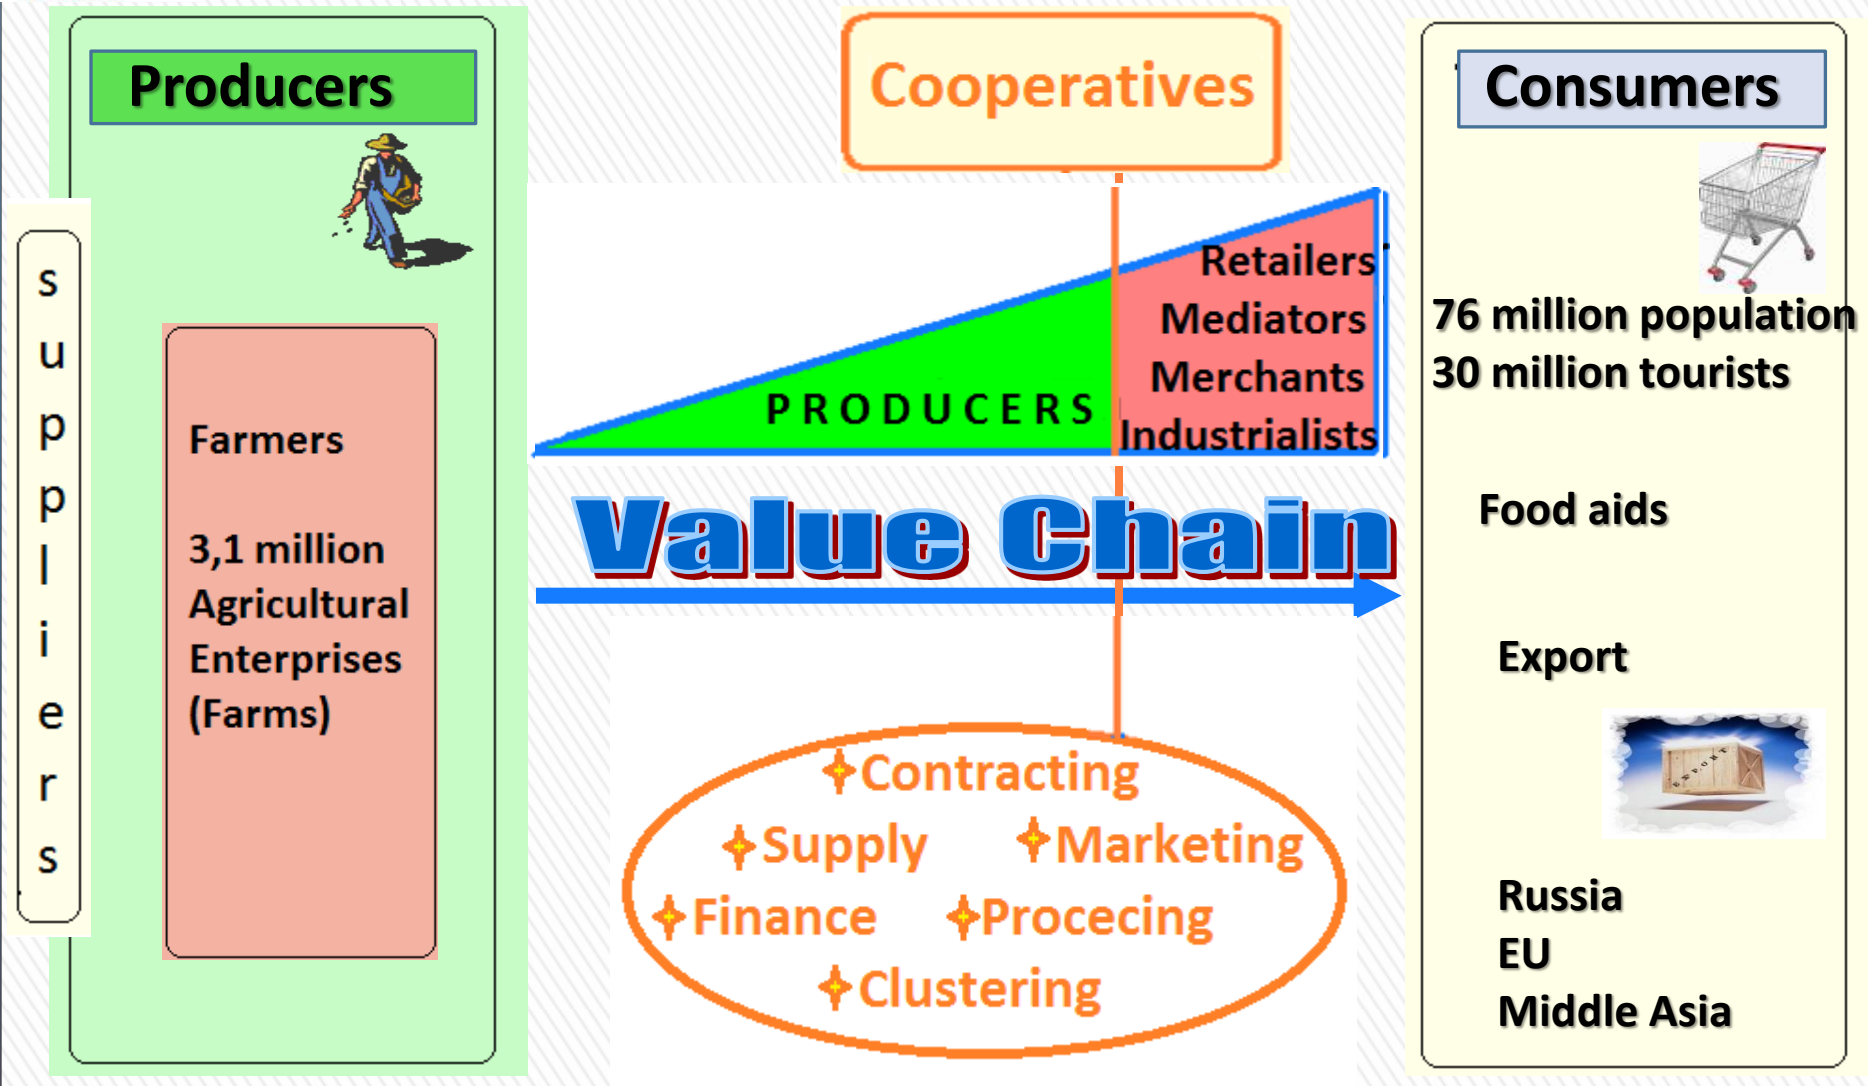 Producers
suppliers
Farmers
3,1 million
Agricultural
Enterprises
(Farms)
Cooperatives
PRODUCERS
Retailers
Mediators
Merchants
Industrialists
Value Chain
Contracting
Supply
Marketing
Finance
Procecing
Clustering
Consumers
76 million population
30 million tourists
Food aids
Export
EXPORT
Russia
EU
Middle Asia